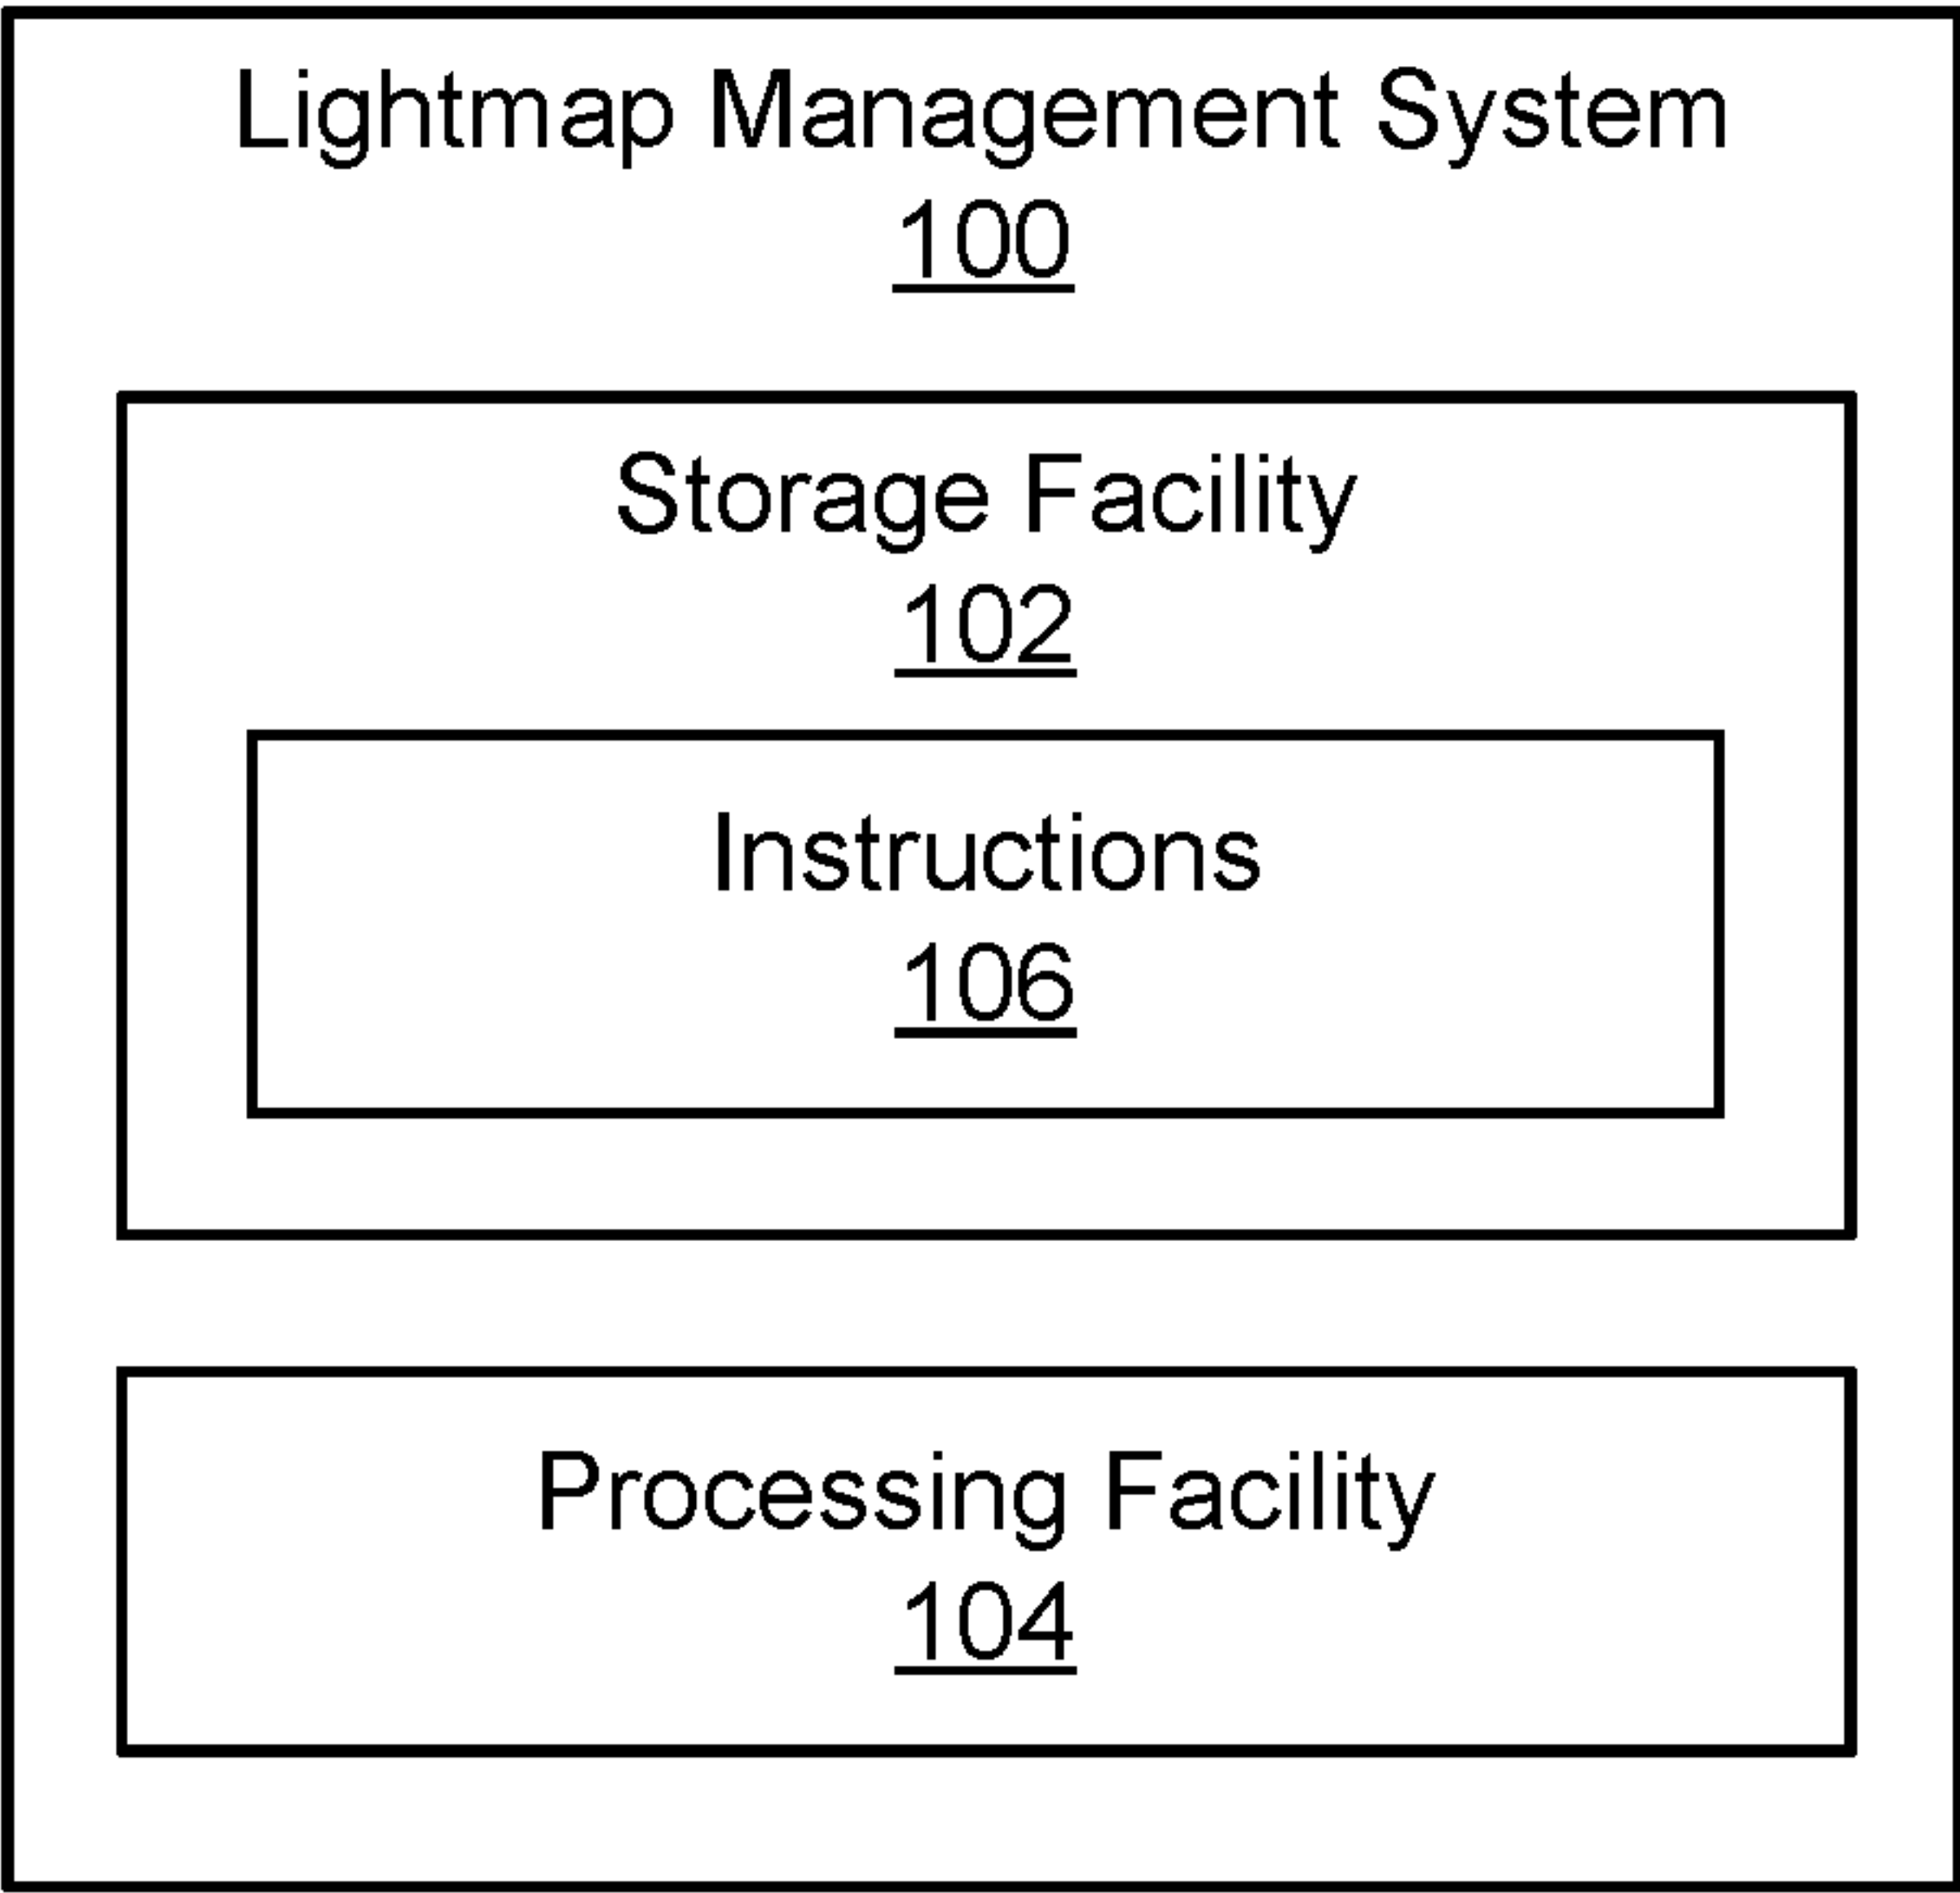 Lightmap Management System
100
Storage Facility
102
Instructions
106
Processing Facility
104